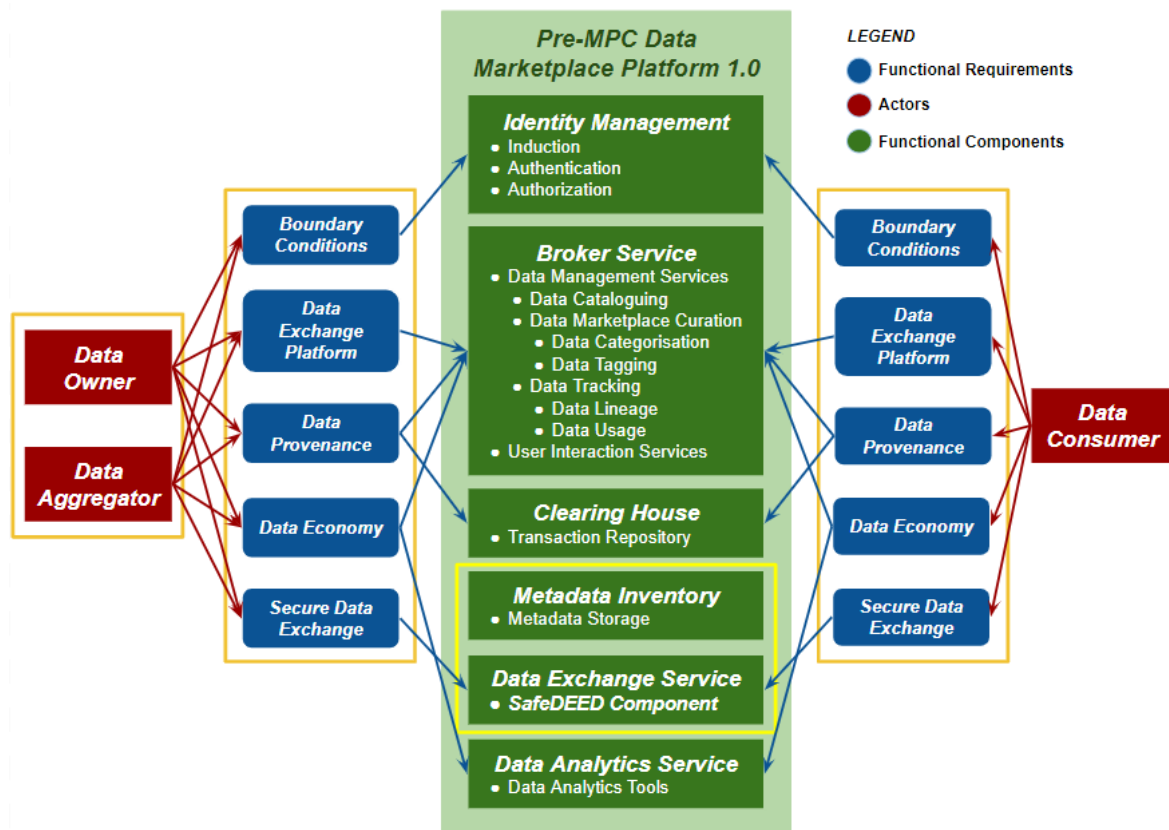 Pre-MPC Data
Marketplace Platform 1.0
LEGEND
Functional Requirements
Actors
Functional Components
Identity Management
• Induction
• Authentication
• Authorization
Broker Service
• Data Management Services
• Data Cataloguing
• Data Marketplace Curation
• Data Categorisation
• Data Tagging
• Data Tracking
• Data Lineage
• Data Usage
• User Interaction Services
Clearing House
• Transaction Repository
Metadata Inventory
• Metadata Storage
Data Exchange Service
• SafeDEED Component
Data Analytics Service
• Data Analytics Tools
Data
Owner
Data
Aggregator
Boundary
Conditions
Data
Exchange
Platform
Data
Provenance
Data Economy
Secure Data
Exchange
Boundary
Conditions
Data
Exchange
Platform
Data
Provenance
Data Economy
Secure Data
Exchange
Data
Consumer